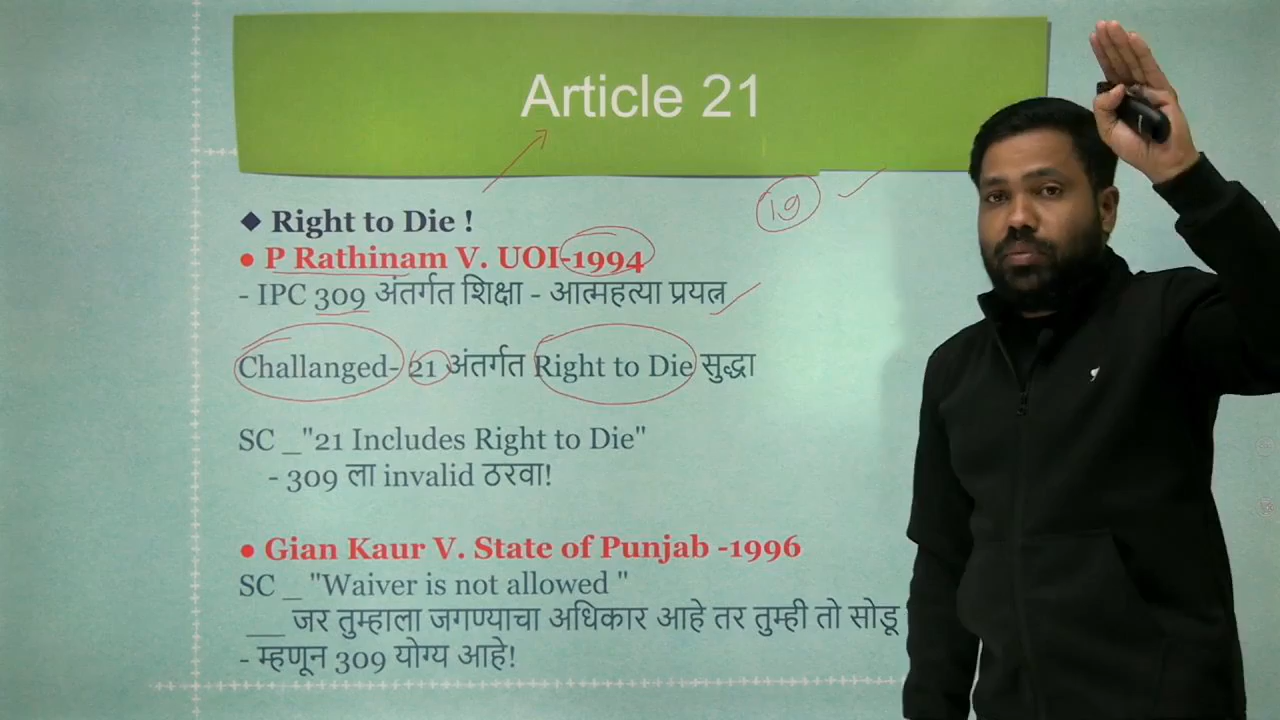 Article 21
19
◆ Right to Die !
● P Rathinam V. UOI-1994
- IPC 309 अंतर्गत शिक्षा - आत्महत्या प्रयत्न
Challanged- 21 अंतर्गत Right to Die सुद्धा
SC _"21 Includes Right to Die"
- 309 ला invalid ठरवा!
● Gian Kaur V. State of Punjab -1996
SC _ "Waiver is not allowed "
__ जर तुम्हाला जगण्याचा अधिकार आहे तर तुम्ही तो सोडू
- म्हणून 309 योग्य आहे!